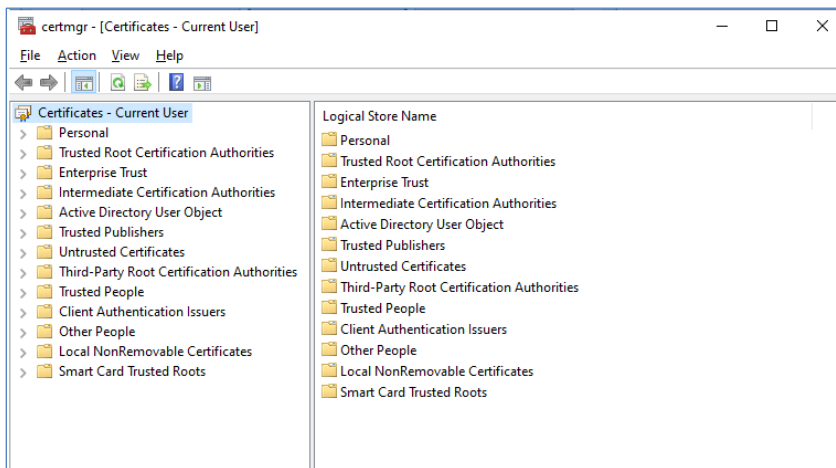 certmgr - [Certificates - Current User]
File Action View Help
Certificates - Current User
Personal
Trusted Root Certification Authorities
Enterprise Trust
Intermediate Certification Authorities
Active Directory User Object
Trusted Publishers
Untrusted Certificates
Third-Party Root Certification Authorities
Trusted People
Client Authentication Issuers
Other People
Local NonRemovable Certificates
Smart Card Trusted Roots
Logical Store Name
Personal
Trusted Root Certification Authorities
Enterprise Trust
Intermediate Certification Authorities
Active Directory User Object
Trusted Publishers
Untrusted Certificates
Third-Party Root Certification Authorities
Trusted People
Client Authentication Issuers
Other People
Local NonRemovable Certificates
Smart Card Trusted Roots